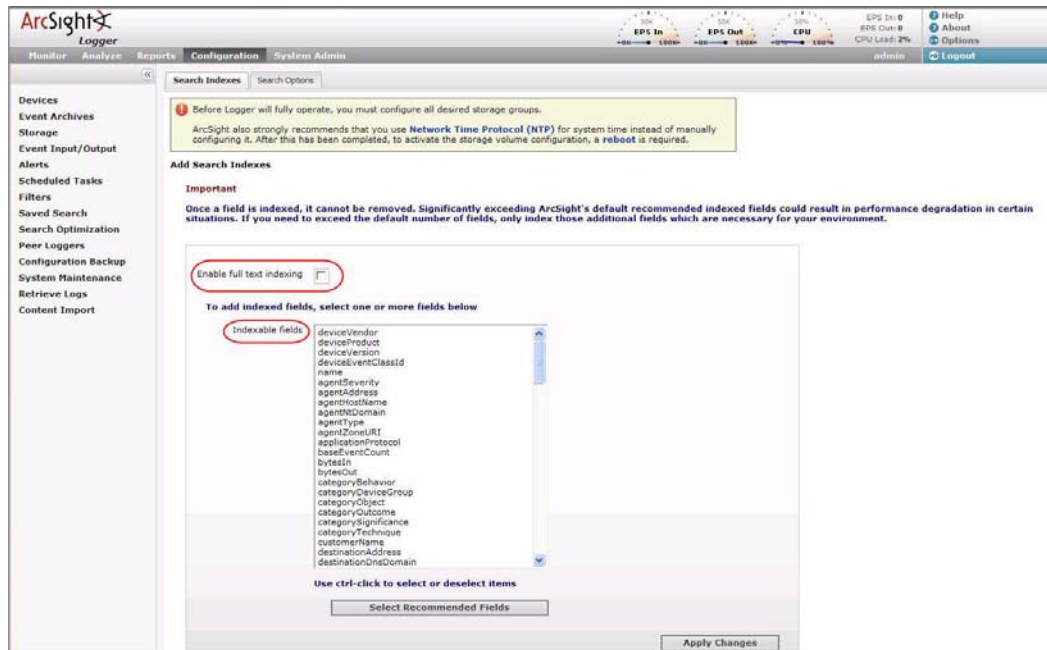 ArcSight
Logger
50K
EPS In
0K
100K
50K
EPS Out
0K
100K
50%
CPU
0%
100%
EPS In: 0
EPS Out: 0
CPU Load: 2%
Help
About
Options
Monitor Analyze Reports Configuration System Admin
admin
Logout
Search Indexes
Search Options
Devices
Event Archives
Storage
Event Input/Output
Alerts
Scheduled Tasks
Filters
Saved Search
Search Optimization
Peer Loggers
Configuration Backup
System Maintenance
Retrieve Logs
Content Import
Before Logger will fully operate, you must configure all desired storage groups.
ArcSight also strongly recommends that you use Network Time Protocol (NTP) for system time instead of manually
configuring it. After this has been completed, to activate the storage volume configuration, a reboot is required.
Add Search Indexes
Important
Once a field is indexed, it cannot be removed. Significantly exceeding ArcSight's default recommended indexed fields could result in performance degradation in certain
situations. If you need to exceed the default number of fields, only index those additional fields which are necessary for your environment.
Enable full text indexing
To add indexed fields, select one or more fields below
Indexable fields
deviceVendor
deviceProduct
deviceVersion
deviceEventClassId
name
agentSeverity
agentAddress
agentHostName
agentNtDomain
agentType
agentZoneURI
applicationProtocol
baseEventCount
bytesIn
bytesOut
categoryBehavior
categoryDeviceGroup
categoryObject
categoryOutcome
categorySignificance
categoryTechnique
customerName
destinationAddress
destinationDnsDomain
Use ctrl-click to select or deselect items
Select Recommended Fields
Apply Changes